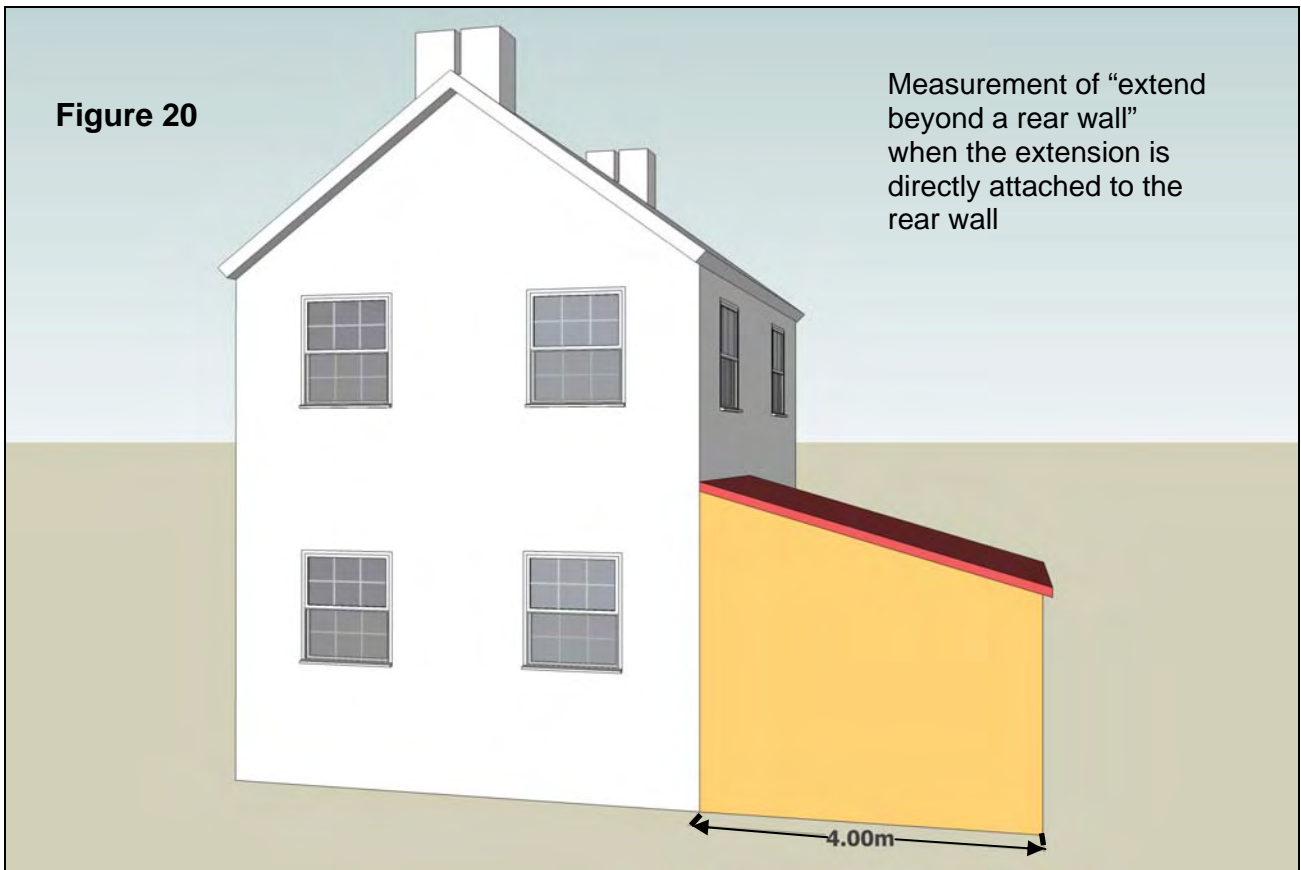 Figure 20
Measurement of “extend
beyond a rear wall”
when the extension is
directly attached to the
rear wall
4.00m